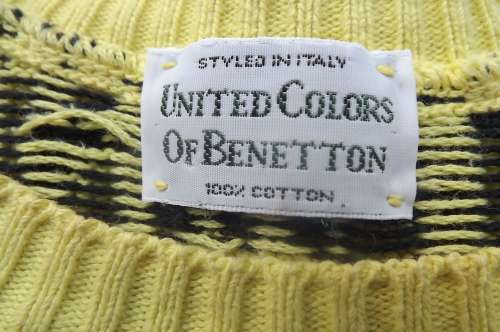 STYLED IN ITALY
UNITED COLORS
OF BENETTON
100% COTTON